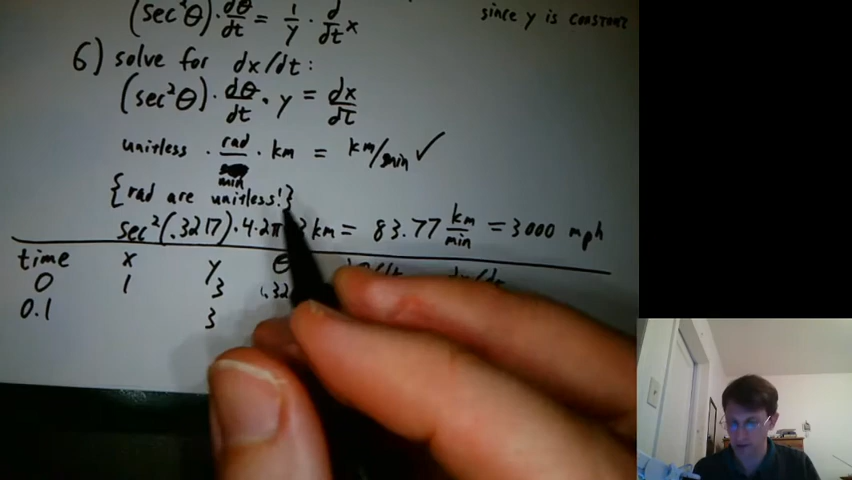 (sec²θ)·dθ/dt = 1/y · d/dt x
since y is constant
6) solve for dx/dt:
(sec²θ)·dθ/dt · y = dx/dt
unitless · rad/min · km = km/min ✓
{rad are unitless!}
sec²(.3217)·4·2π 3 km = 83.77 km/min = 3000 mph
time x y θ
0 1 3 .32
0.1 3